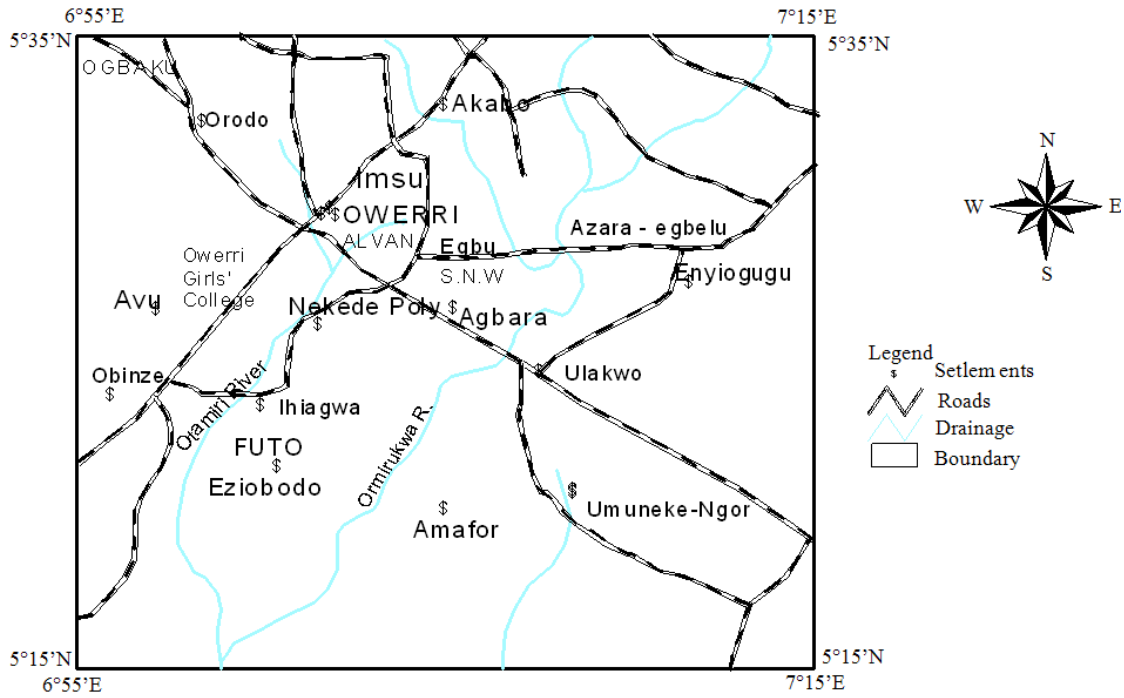 6°55’E
7°15’E
5°35’N
5°35’N
OGBAKU
Akabo
Orodo
N
Imsu
W
E
OWERRI
Azara - egbelu
ALVAN
Egbu
Owerri
Girls'
College
S.N.W
Enyiogugu
S
Avu
Nekede Poly
Agbara
Legend
Obinze
Ulakwo
Setlements
Ihiagwa
Roads
Otamiri River
Drainage
FUTO
Ormirukwa R.
Boundary
Eziobodo
Amafor
Umuneke-Ngor
5°15’N
5°15’N
6°55’E
7°15’E